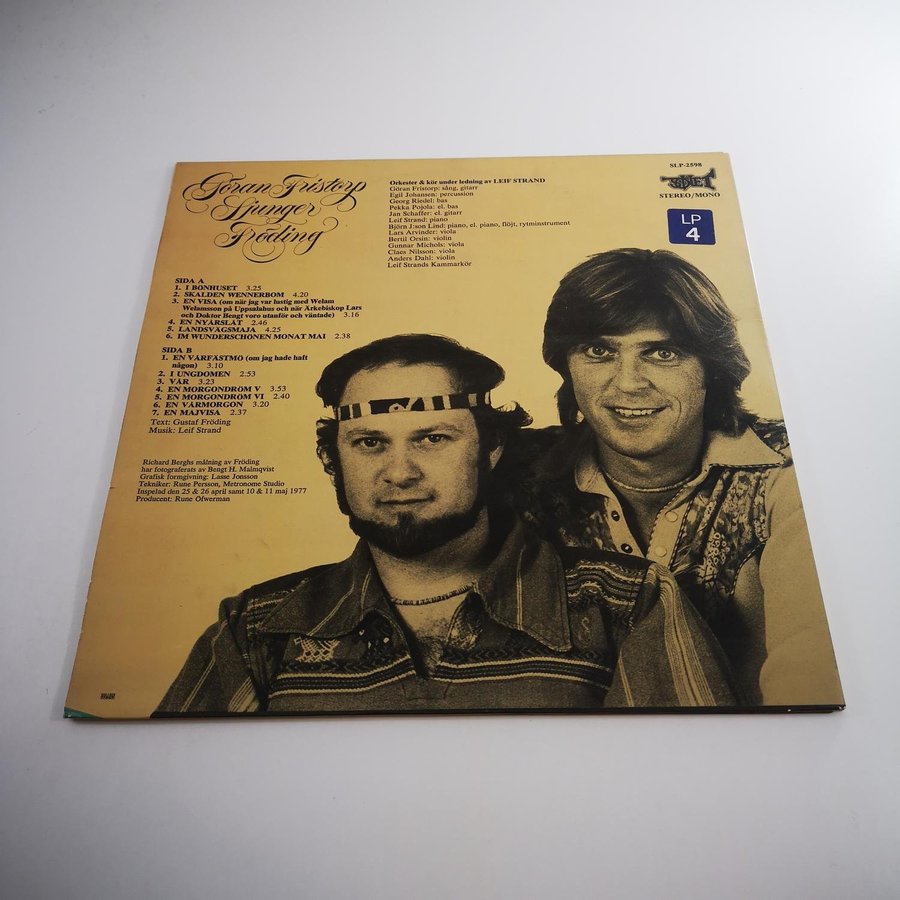 Göran Fristorp
Sjunger
Fröding
Orkester & kör under ledning av LEIF STRAND
Göran Fristorp: sång, gitarr
Egil Johansen: percussion
Georg Riedel: bas
Pekka Pojola: el. bas
Jan Schaffer: el. gitarr
Leif Strand: piano
Björn J:son Lind: piano, el. piano, flöjt, rytminstrument
Lars Arvinder: viola
Bertil Orsin: violin
Gunnar Michols: viola
Claes Nilsson: viola
Anders Dahl: violin
Leif Strands Kammarkör
SLP-2598
SONET
STEREO/MONO
LP
4
SIDA A
1. I BONHUSET 3.25
2. SKALDEN WENNERBOM 4.20
3. EN VISA (om när jag var lustig med Welam
Welamsson på Uppsalahus och när Ärkebiskop Lars
och Doktor Bengt voro utanför och väntade) 3.16
4. EN NYÅRSLÅT 2.46
5. LANDSVÄGSMAJA 4.25
6. IM WUNDERSCHÖNEN MONAT MAI 2.38
SIDA B
1. EN VÅRFÄSTMÖ (om jag hade haft
någon) 3.10
2. I UNGDOMEN 2.53
3. VÅR 3.23
4. EN MORGONDRÖM V 3.53
5. EN MORGONDRÖM VI 2.40
6. EN VÅRMORGON 3.20
7. EN MAJVISA 2.37
Text: Gustaf Fröding
Musik: Leif Strand
Richard Berghs målning av Fröding
har fotograferats av Bengt H. Malmqvist
Grafisk formgivning: Lasse Jonsson
Tekniker: Rune Persson, Metronome Studio
Inspelad den 25 & 26 april samt 10 & 11 maj 1977
Producent: Rune Öfwerman